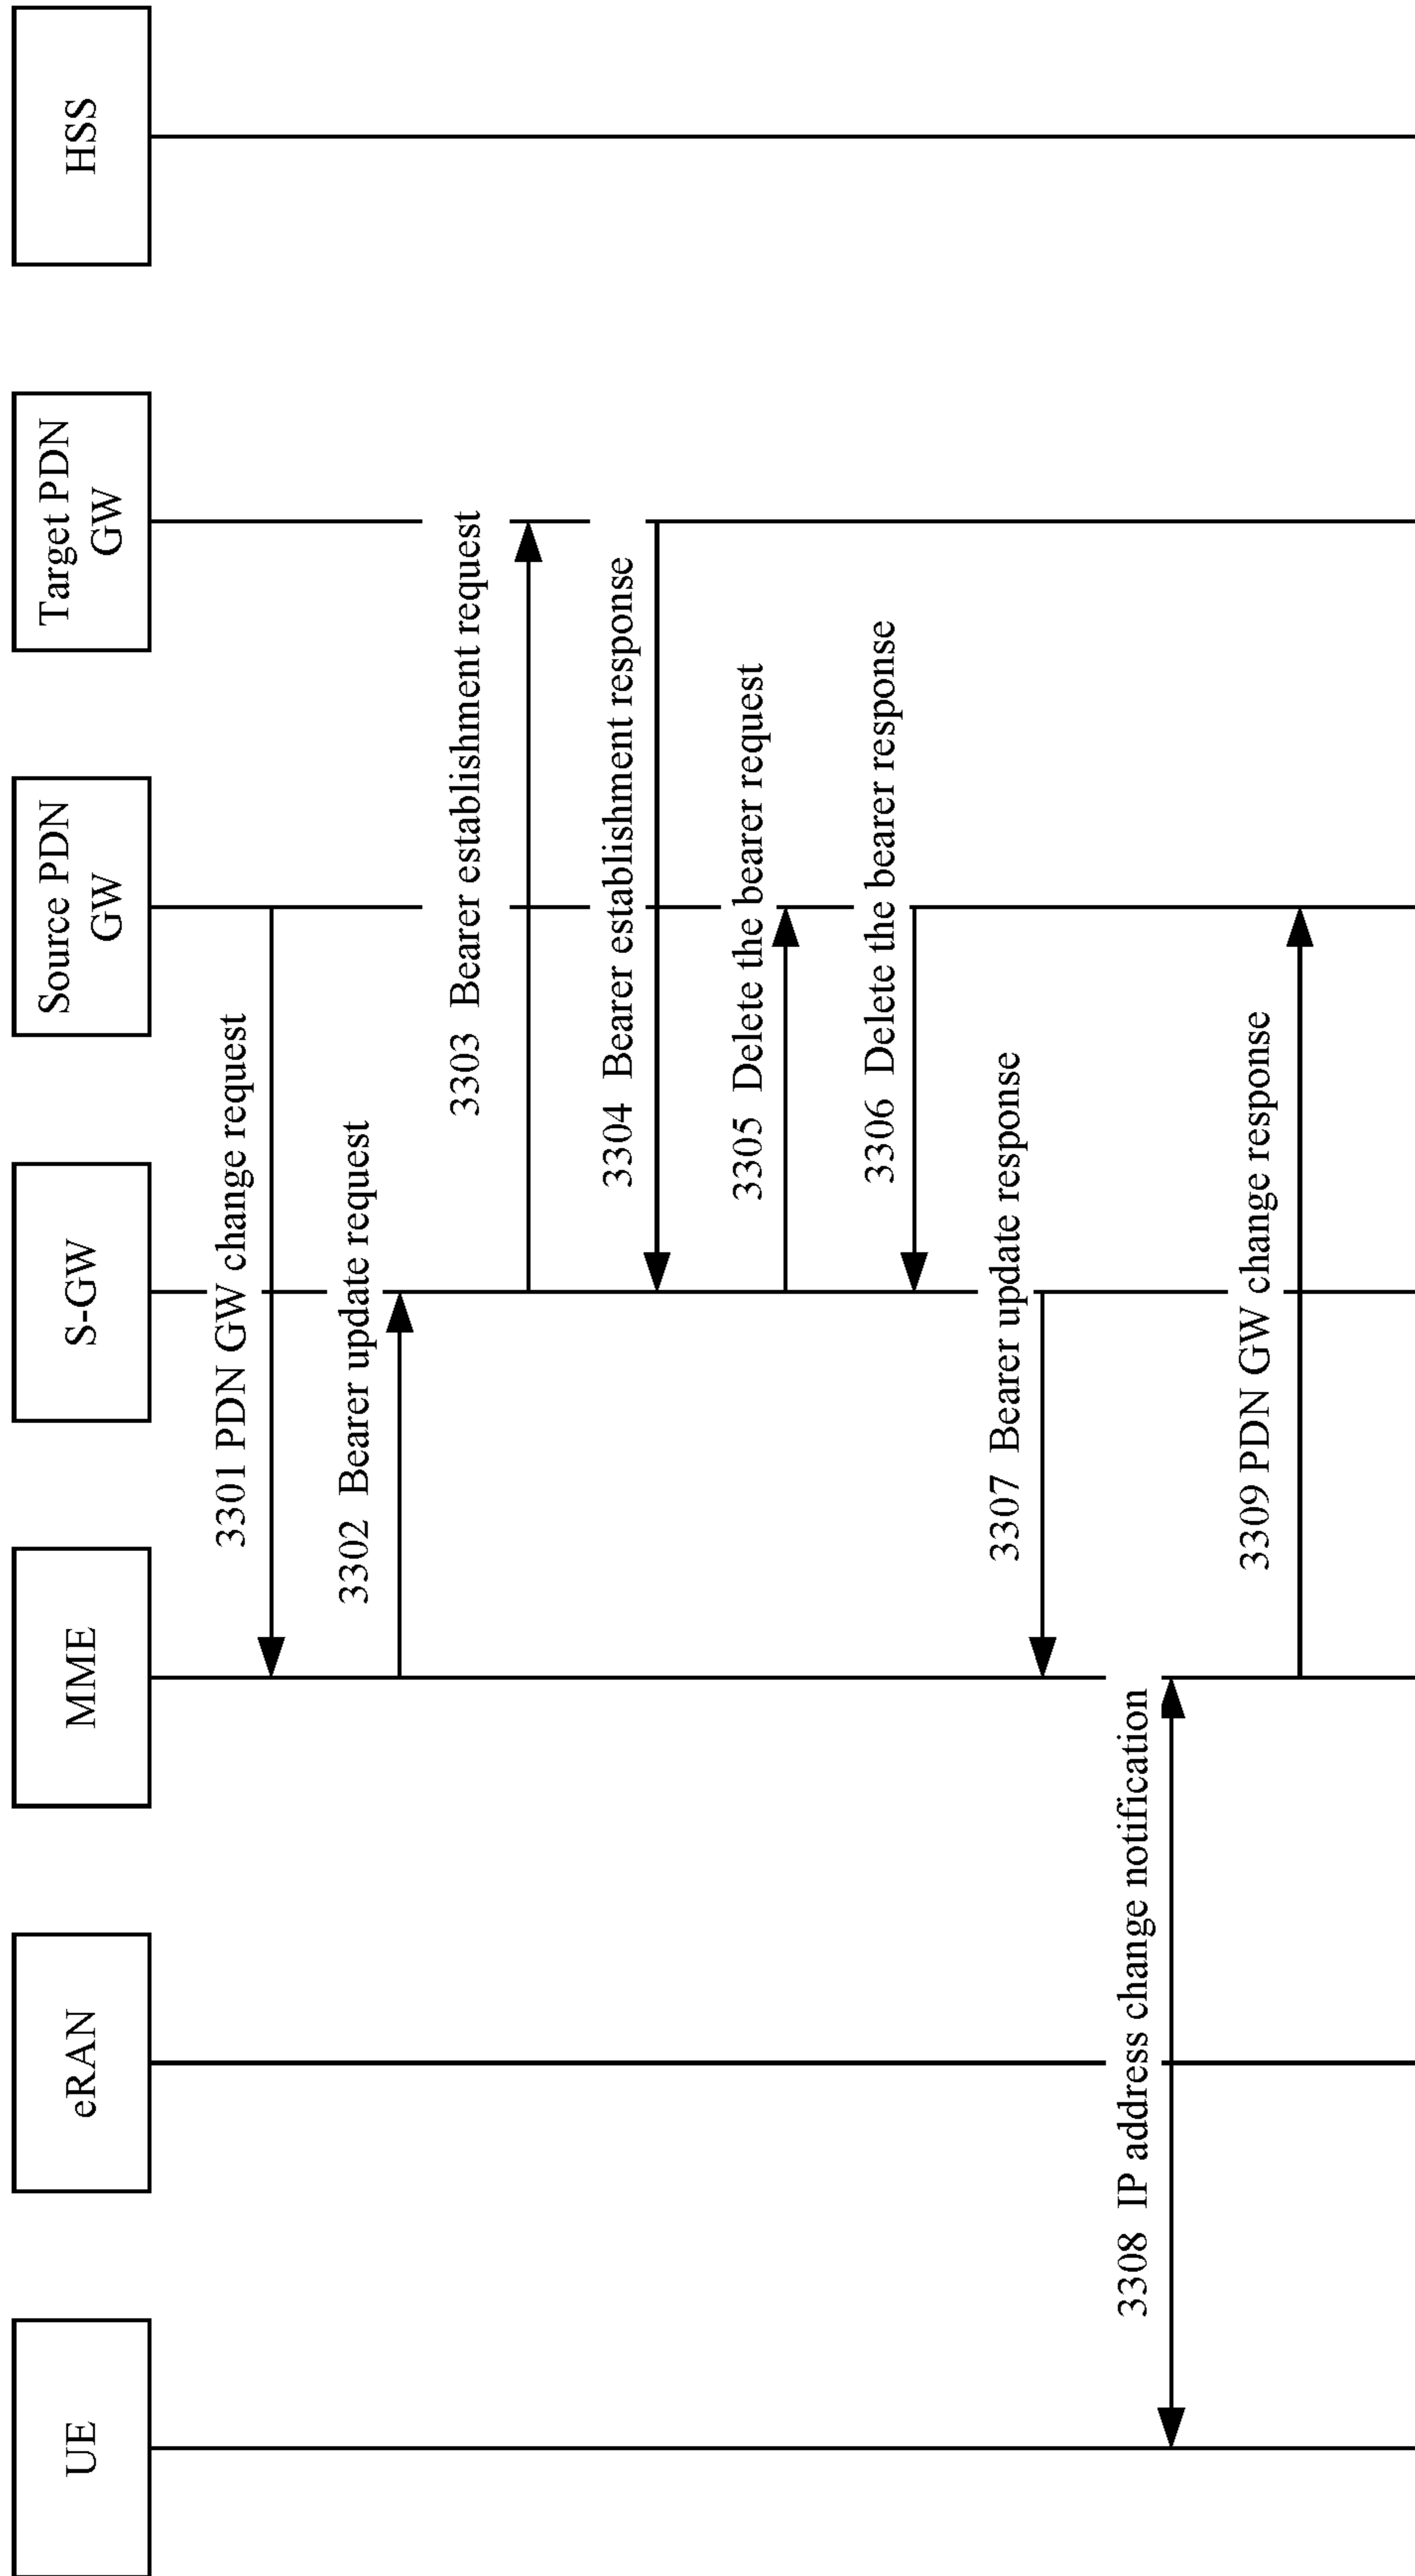 UE
eRAN
MME
S-GW
Source PDN
GW
Target PDN
GW
HSS
3301 PDN GW change request
3302 Bearer update request
3303 Bearer establishment request
3304 Bearer establishment response
3305 Delete the bearer request
3306 Delete the bearer response
3307 Bearer update response
3308 IP address change notification
3309 PDN GW change response